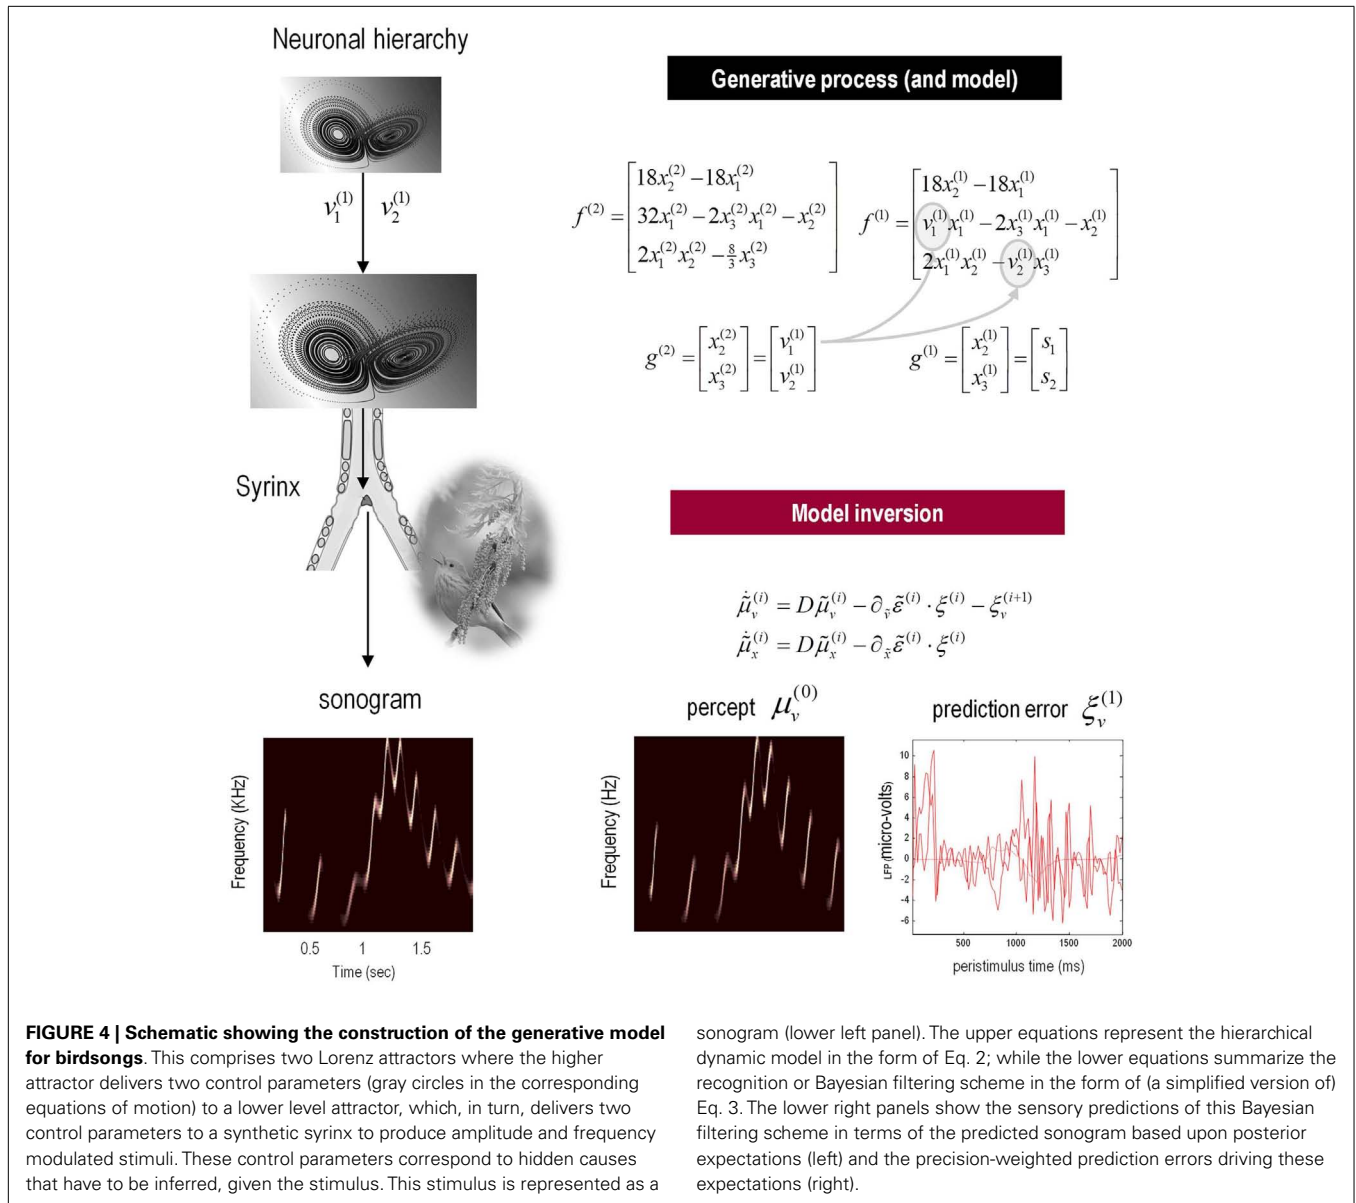 Neuronal hierarchy
v₁⁽¹⁾ v₂⁽¹⁾
Syrinx
sonogram
Frequency (KHz)
0.5 1 1.5
Time (sec)
Generative process (and model)
f⁽²⁾ = [18x₂⁽²⁾ − 18x₁⁽²⁾
32x₁⁽²⁾ − 2x₃⁽²⁾x₁⁽²⁾ − x₂⁽²⁾
2x₁⁽²⁾x₂⁽²⁾ − 8/3 x₃⁽²⁾]
f⁽¹⁾ = [18x₂⁽¹⁾ − 18x₁⁽¹⁾
v₁⁽¹⁾x₁⁽¹⁾ − 2x₃⁽¹⁾x₁⁽¹⁾ − x₂⁽¹⁾
2x₁⁽¹⁾x₂⁽¹⁾ − v₂⁽¹⁾x₃⁽¹⁾]
g⁽²⁾ = [x₂⁽²⁾ x₃⁽²⁾] = [v₁⁽¹⁾ v₂⁽¹⁾]
g⁽¹⁾ = [x₂⁽¹⁾ x₃⁽¹⁾] = [s₁ s₂]
Model inversion
μ̃̇ᵥ⁽ⁱ⁾ = Dμ̃ᵥ⁽ⁱ⁾ − ∂ṽ ε̃⁽ⁱ⁾ · ξ⁽ⁱ⁾ − ξᵥ⁽ⁱ⁺¹⁾
μ̃̇ₓ⁽ⁱ⁾ = Dμ̃ₓ⁽ⁱ⁾ − ∂x̃ ε̃⁽ⁱ⁾ · ξ⁽ⁱ⁾
percept μᵥ⁽⁰⁾
Frequency (Hz)
prediction error ξᵥ⁽¹⁾
LFP (micro-volts)
10
8
6
4
2
0
-2
-4
-6
500 1000 1500 2000
peristimulus time (ms)
FIGURE 4 | Schematic showing the construction of the generative model
for birdsongs. This comprises two Lorenz attractors where the higher
attractor delivers two control parameters (gray circles in the corresponding
equations of motion) to a lower level attractor, which, in turn, delivers two
control parameters to a synthetic syrinx to produce amplitude and frequency
modulated stimuli. These control parameters correspond to hidden causes
that have to be inferred, given the stimulus. This stimulus is represented as a
sonogram (lower left panel). The upper equations represent the hierarchical
dynamic model in the form of Eq. 2; while the lower equations summarize the
recognition or Bayesian filtering scheme in the form of (a simplified version of)
Eq. 3. The lower right panels show the sensory predictions of this Bayesian
filtering scheme in terms of the predicted sonogram based upon posterior
expectations (left) and the precision-weighted prediction errors driving these
expectations (right).